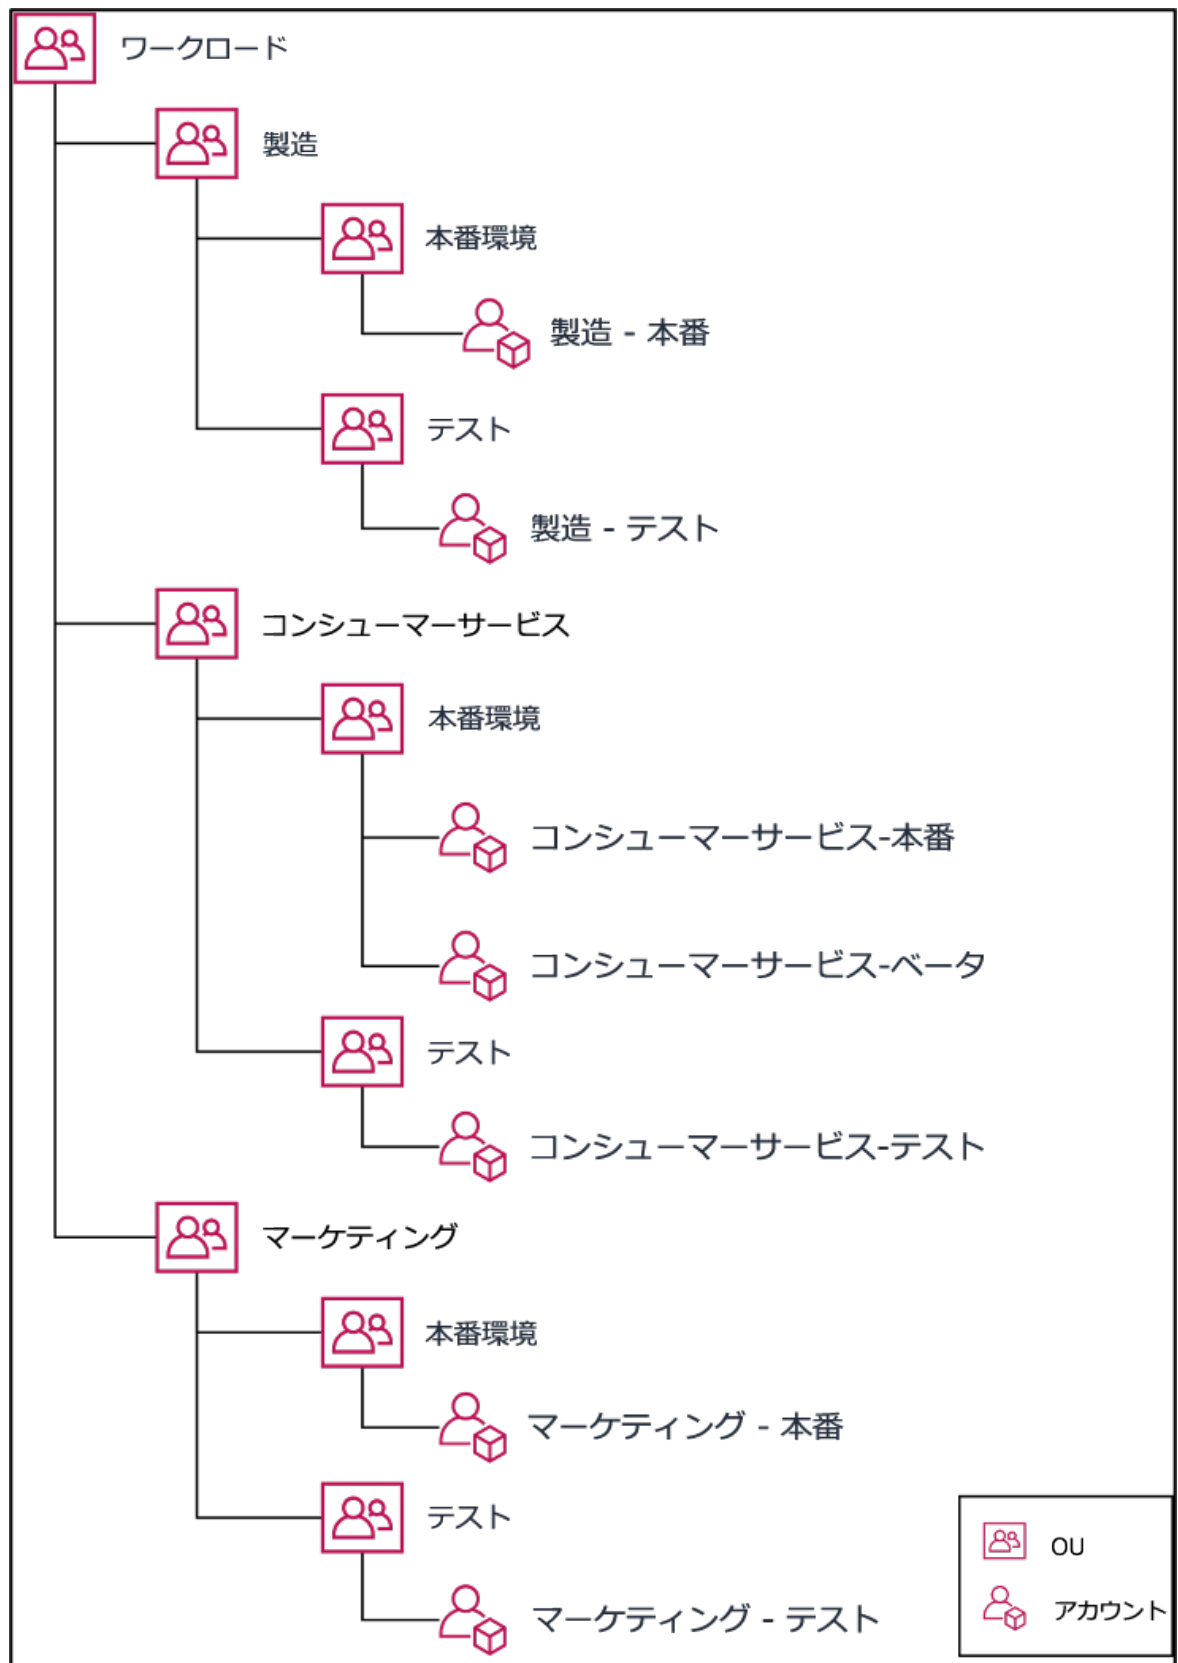 ワークロード
製造
本番環境
製造 - 本番
テスト
製造 - テスト
コンシューマーサービス
本番環境
コンシューマーサービス-本番
コンシューマーサービス-ベータ
テスト
コンシューマーサービス-テスト
マーケティング
本番環境
マーケティング - 本番
テスト
マーケティング - テスト
OU
アカウント